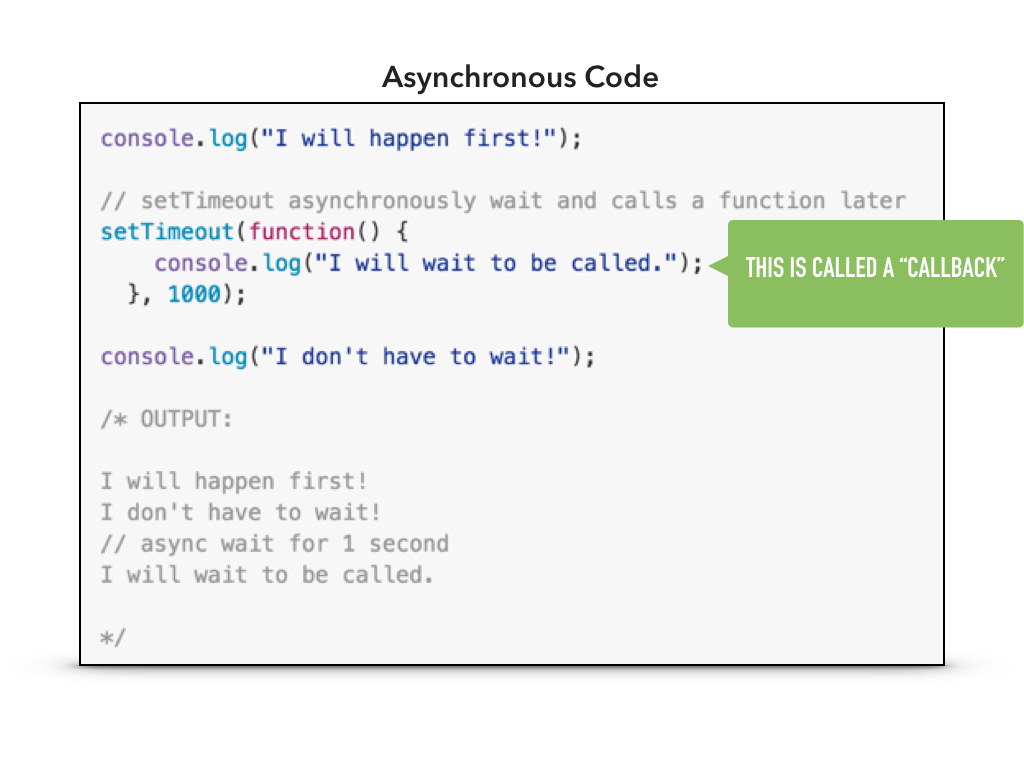 Asynchronous Code
console.log("I will happen first!");
// setTimeout asynchronously wait and calls a function later
setTimeout(function() {
console.log("I will wait to be called.");
THIS IS CALLED A “CALLBACK”
}, 1000);
console.log("I don't have to wait!");
/* OUTPUT:
I will happen first!
I don't have to wait!
// async wait for 1 second
I will wait to be called.
*/